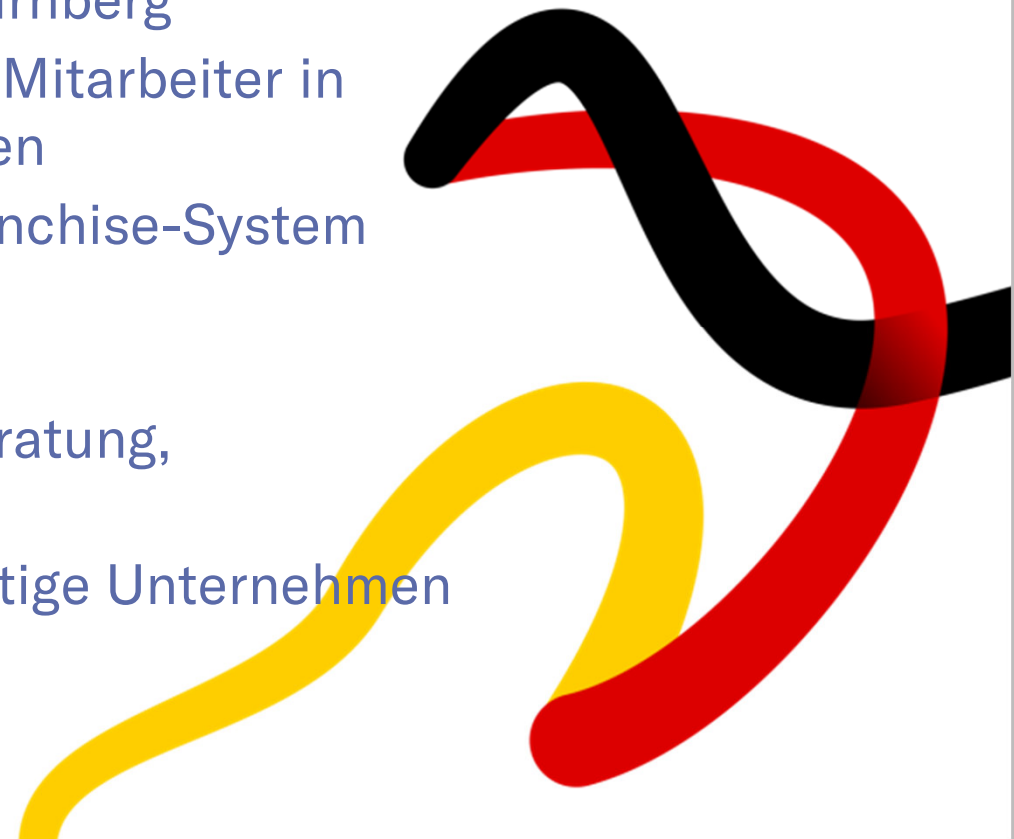 Mitarbeiter in
en
nchise-System
ratung,
tige Unternehmen